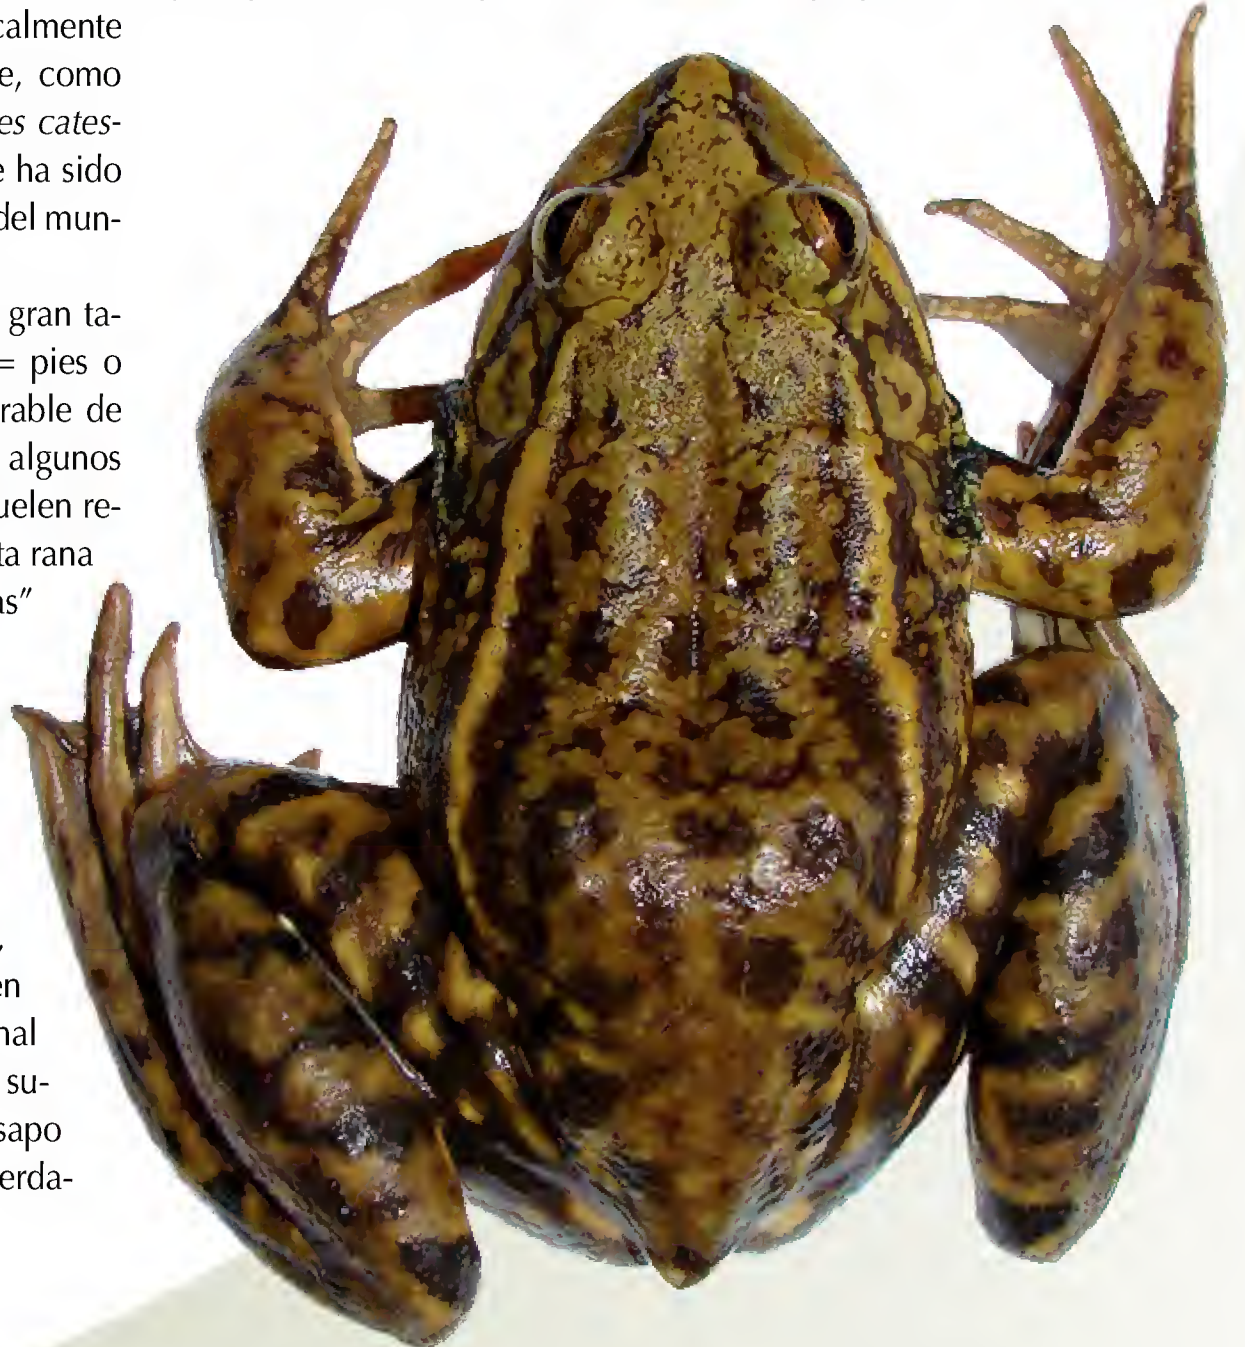 calmente
e, como
es cates-
e ha sido
del mun-
gran ta-
= pies o
rable de
algunos
uelen re-
ta rana
as"
,
en
nal
su-
sapo
erda-